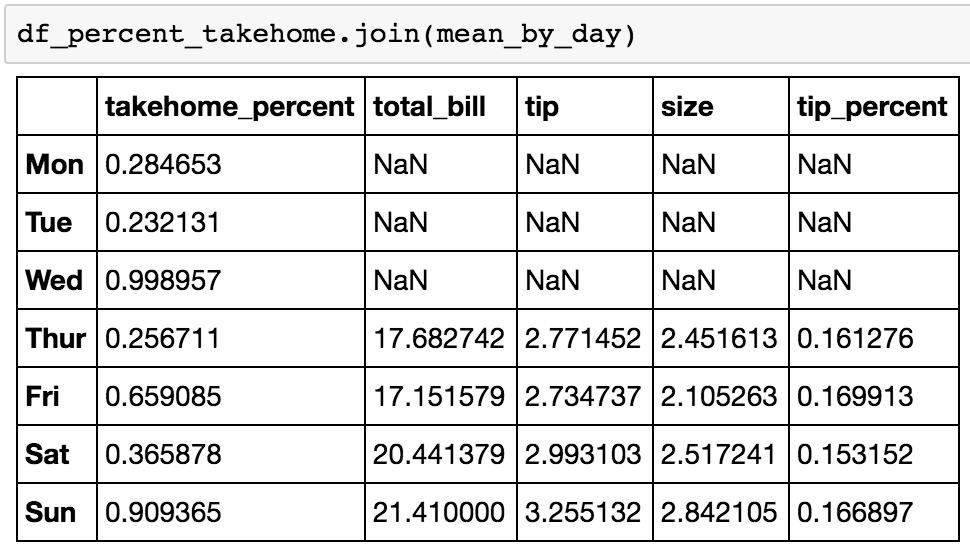 df_percent_takehome.join(mean_by_day)
takehome_percent total_bill tip size tip_percent
Mon 0.284653 NaN NaN NaN NaN
Tue 0.232131 NaN NaN NaN NaN
Wed 0.998957 NaN NaN NaN NaN
Thur 0.256711 17.682742 2.771452 2.451613 0.161276
Fri 0.659085 17.151579 2.734737 2.105263 0.169913
Sat 0.365878 20.441379 2.993103 2.517241 0.153152
Sun 0.909365 21.410000 3.255132 2.842105 0.166897